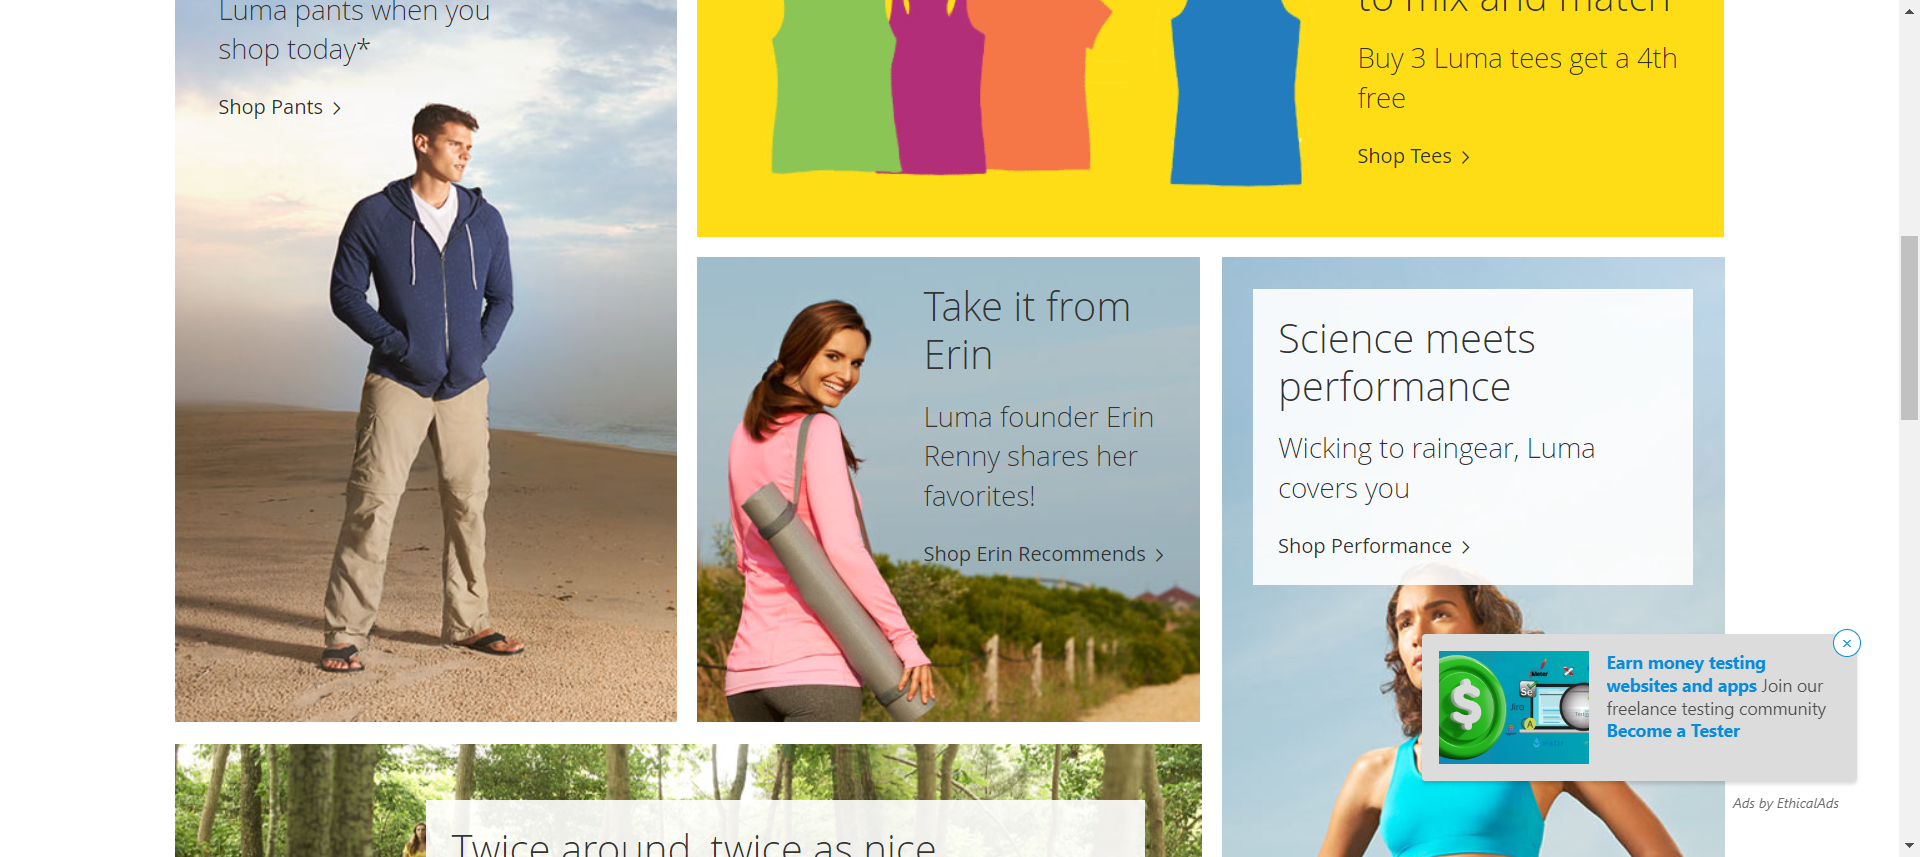 Luma pants when you
shop today*
Shop Pants
to mix and match
Buy 3 Luma tees get a 4th
free
Shop Tees
Take it from
Erin
Luma founder Erin
Renny shares her
favorites!
Shop Erin Recommends
Science meets
performance
Wicking to raingear, Luma
covers you
Shop Performance
Earn money testing
websites and apps Join our
freelance testing community
Become a Tester
Ads by EthicalAds
Twice around, twice as nice